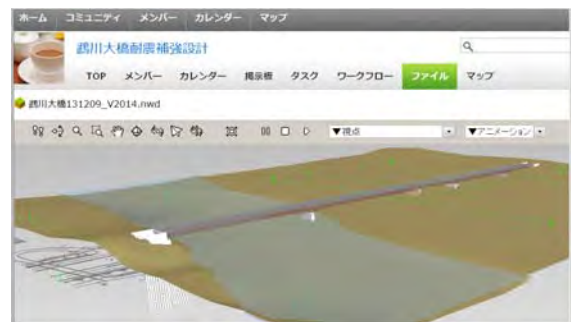 ホーム コミュニティ メンバー カレンダー マップ
鵡川大橋耐震補強設計
TOP メンバー カレンダー 掲示板 タスク ワークフロー ファイル マップ
鵡川大橋131209_V2014.nwd
▼視点 ▼アニメーション